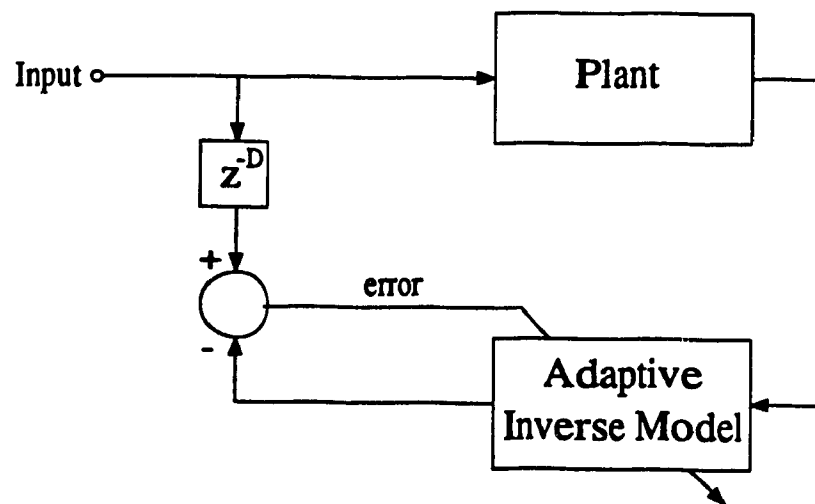 Input
Plant
z^-D
+
error
-
Adaptive
Inverse Model